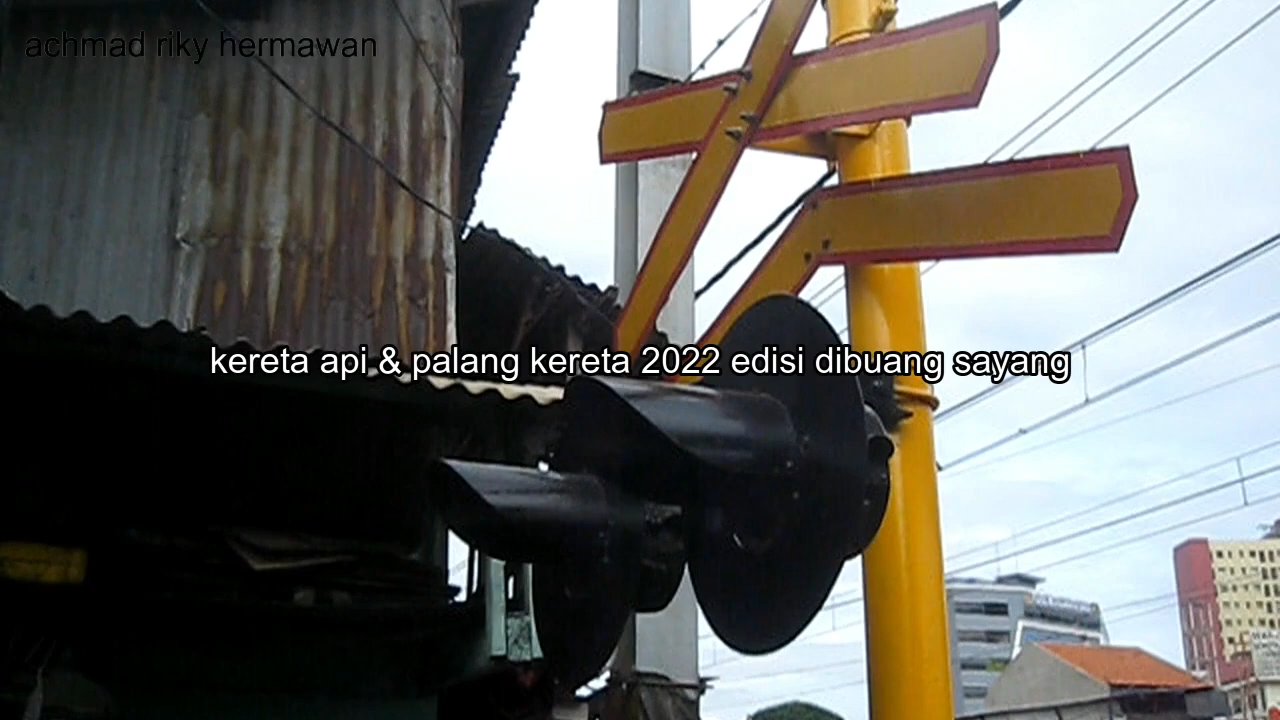 achmad riky hermawan
kereta api & palang kereta 2022 edisi dibuang sayang